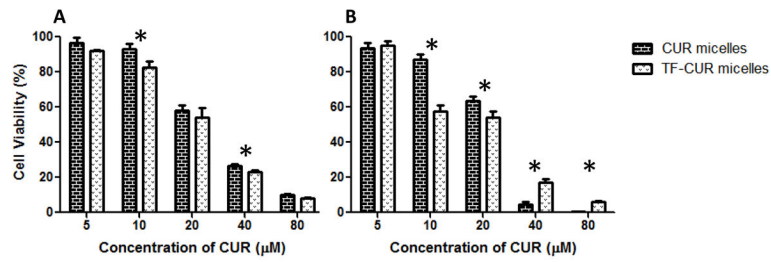 A
B
Cell Viability (%)
100
80
60
40
20
0
5 10 20 40 80
Concentration of CUR (μM)
*
*
100
80
60
40
20
0
5 10 20 40 80
Concentration of CUR (μM)
*
*
*
*
CUR micelles
TF-CUR micelles